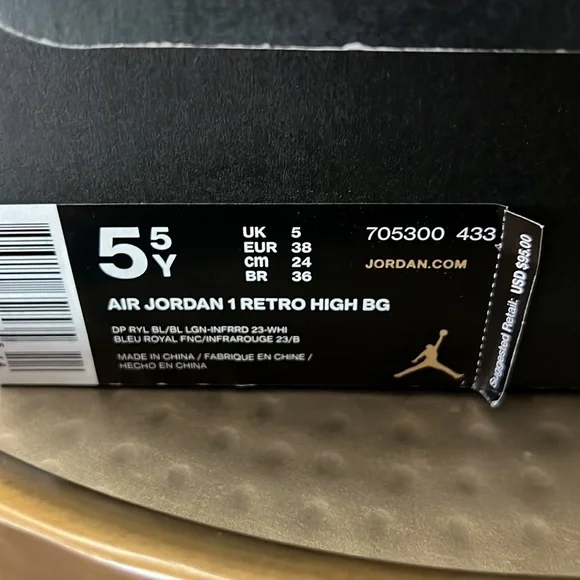 5 5 Y
UK 5
EUR 38
cm 24
BR 36
705300 433
JORDAN.COM
AIR JORDAN 1 RETRO HIGH BG
DP RYL BL/BL LGN-INFRRD 23-WHI
BLEU ROYAL FNC/INFRAROUGE 23/B
MADE IN CHINA / FABRIQUE EN CHINE /
HECHO EN CHINA
Suggested Retail: USD $95.00